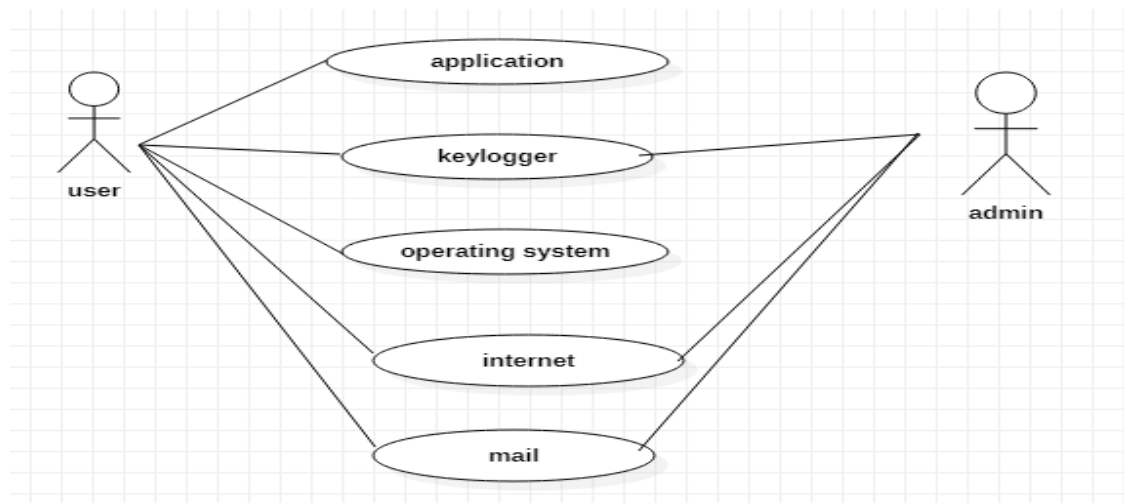 application
keylogger
user
admin
operating system
internet
mail